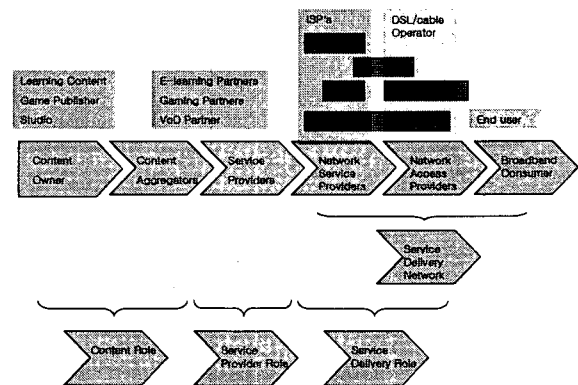 ISP's
DSL/cable
Operator
Learning Content
Game Publisher
Studio
E-learning Partners
Gaming Partners
VoD Partner
End user
Content
Owner
Content
Aggregators
Service
Providers
Network
Service
Providers
Network
Access
Providers
Broadband
Consumer
Service
Delivery
Network
Content Role
Service
Provider Role
Service
Delivery Role